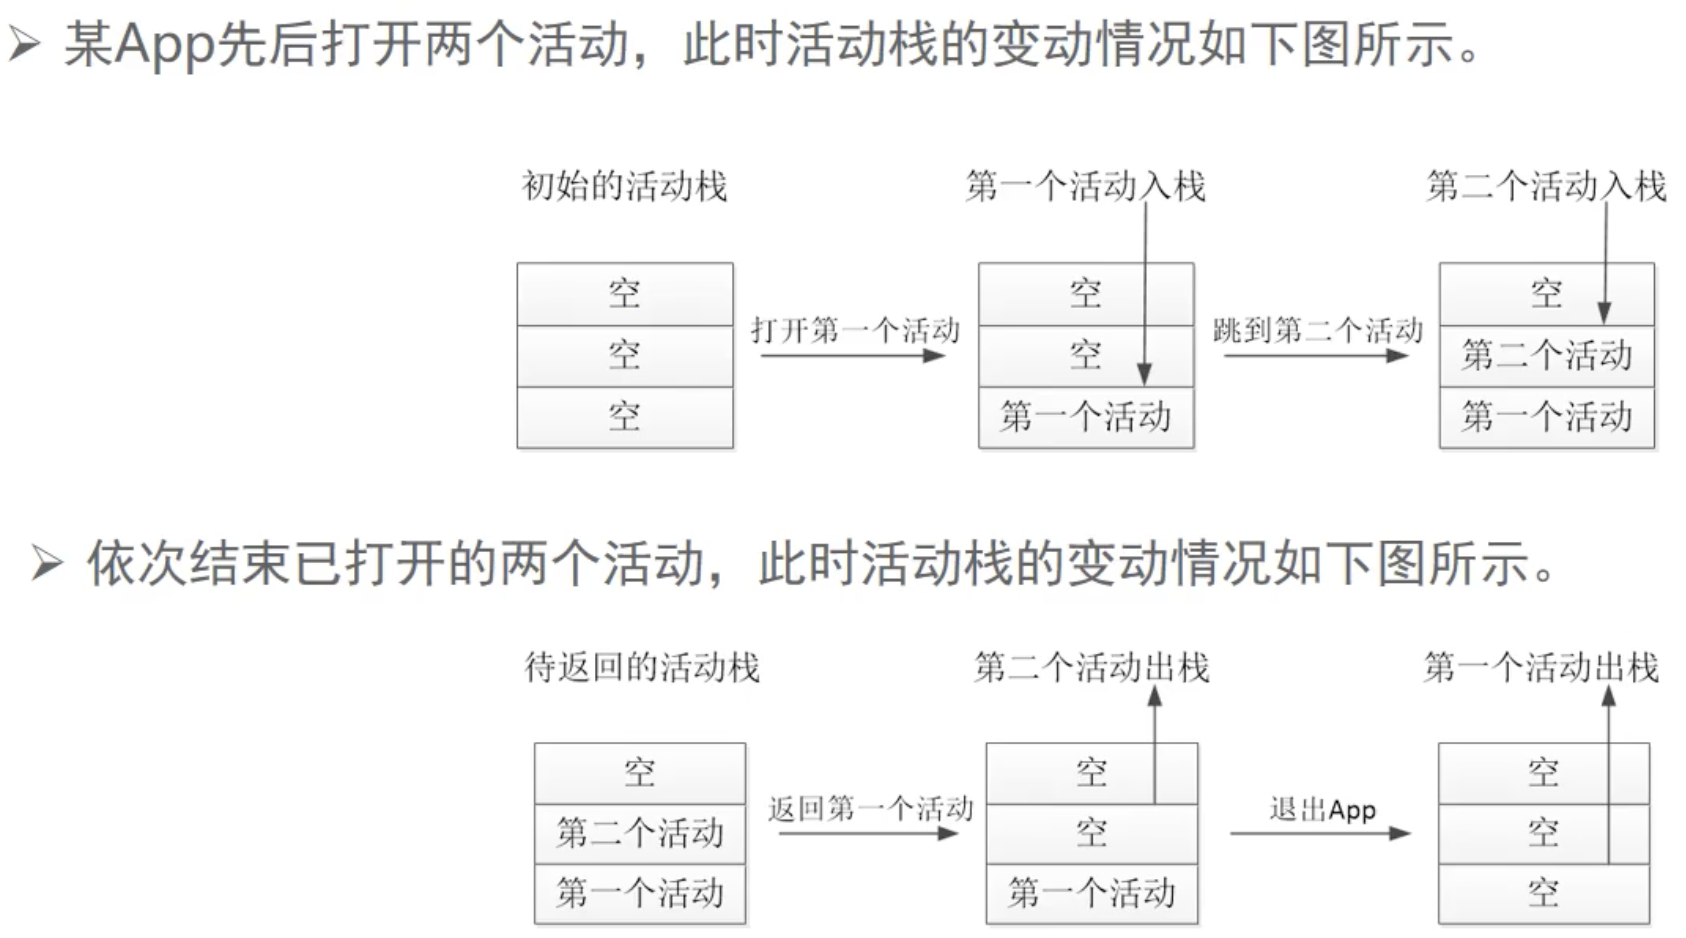 某App先后打开两个活动，此时活动栈的变动情况如下图所示。
初始的活动栈
第一个活动入栈
第二个活动入栈
空
空
空
打开第一个活动
空
空
第一个活动
跳到第二个活动
空
第二个活动
第一个活动
依次结束已打开的两个活动，此时活动栈的变动情况如下图所示。
待返回的活动栈
第二个活动出栈
第一个活动出栈
空
第二个活动
第一个活动
返回第一个活动
空
空
第一个活动
退出App
空
空
空